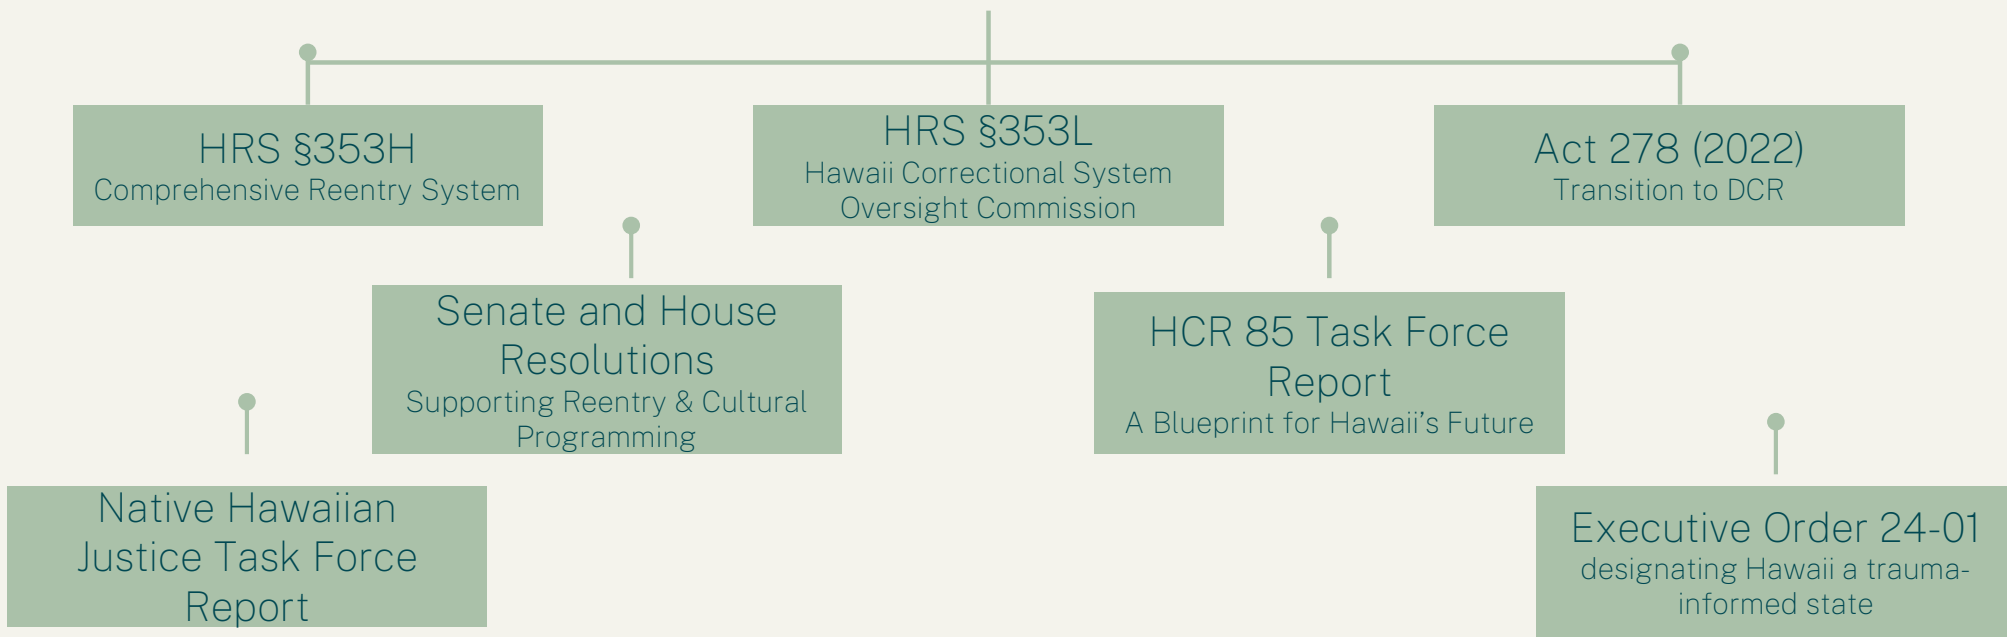 HRS §353H
Comprehensive Reentry System
HRS §353L
Hawaii Correctional System
Oversight Commission
Act 278 (2022)
Transition to DCR
Senate and House
Resolutions
Supporting Reentry & Cultural
Programming
HCR 85 Task Force
Report
A Blueprint for Hawaii’s Future
Native Hawaiian
Justice Task Force
Report
Executive Order 24-01
designating Hawaii a trauma-
informed state